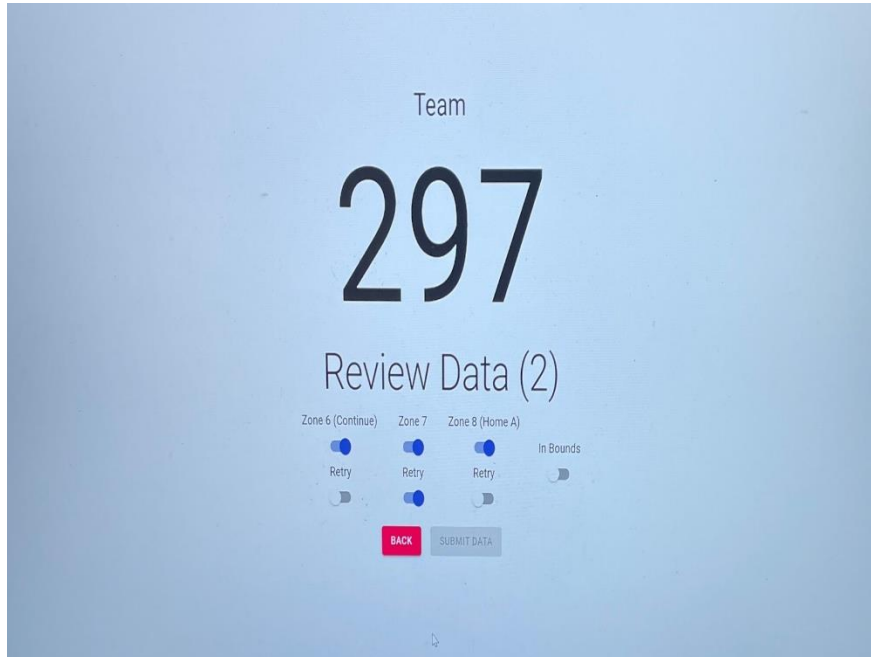 Team
297
Review Data (2)
Zone 6 (Continue) Zone 7 Zone 8 (Home A)
In Bounds
Retry Retry Retry
BACK SUBMIT DATA